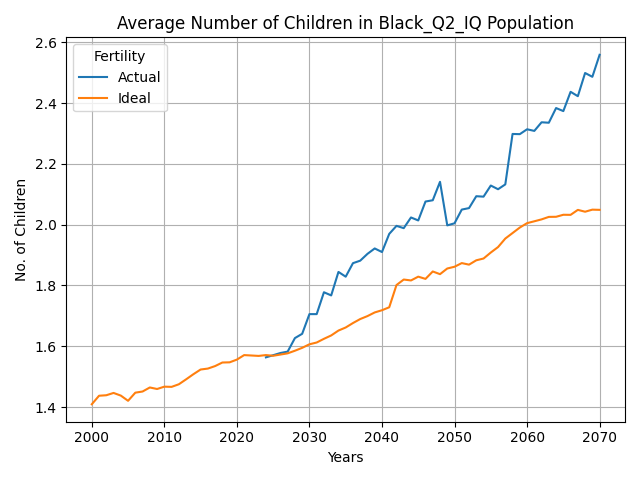 Average Number of Children in Black_Q2_IQ Population
Fertility
Actual
Ideal
No. of Children
2.6
2.4
2.2
2.0
1.8
1.6
1.4
2000 2010 2020 2030 2040 2050 2060 2070
Years